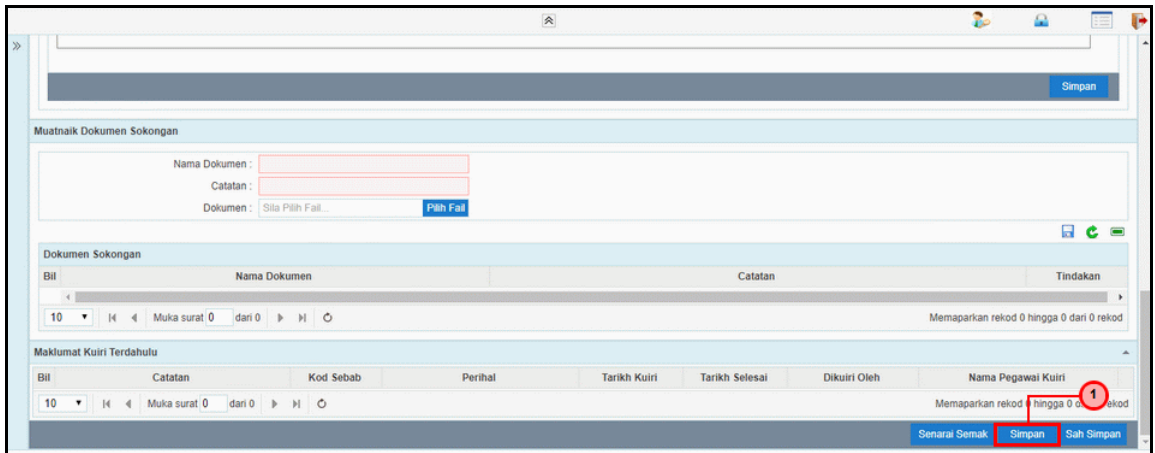 Simpan
Muatnaik Dokumen Sokongan
Nama Dokumen :
Catatan :
Dokumen : Sila Pilih Fail... Pilih Fail
Dokumen Sokongan
Bil Nama Dokumen Catatan Tindakan
10 Muka surat 0 dari 0 Memaparkan rekod 0 hingga 0 dari 0 rekod
Maklumat Kuiri Terdahulu
Bil Catatan Kod Sebab Perihal Tarikh Kuiri Tarikh Selesai Dikuiri Oleh Nama Pegawai Kuiri
1
10 Muka surat 0 dari 0 Memaparkan rekod hingga 0 rekod
Senarai Semak Simpan Sah Simpan